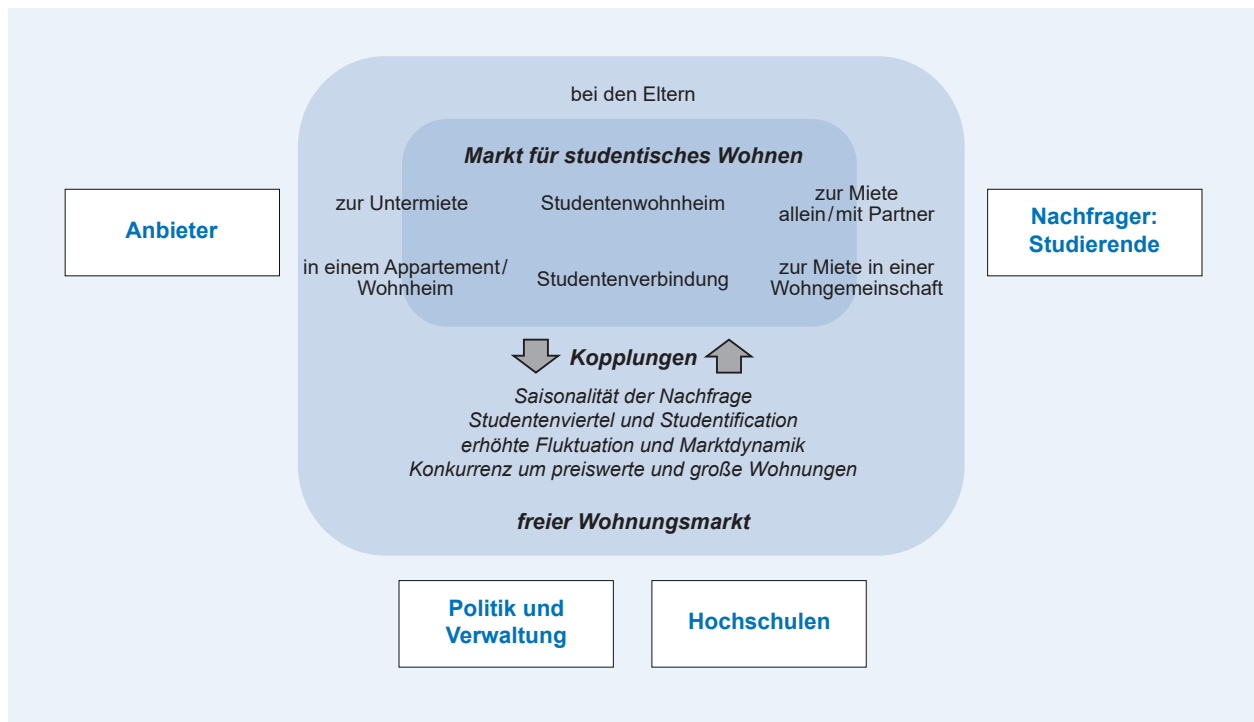 bei den Eltern
Markt für studentisches Wohnen
Anbieter
zur Untermiete
Studentenwohnheim
zur Miete
allein/mit Partner
in einem Appartement/
Wohnheim
Studentenverbindung
zur Miete in einer
Wohngemeinschaft
Nachfrager:
Studierende
Kopplungen
Saisonalität der Nachfrage
Studentenviertel und Studentification
erhöhte Fluktuation und Marktdynamik
Konkurrenz um preiswerte und große Wohnungen
freier Wohnungsmarkt
Politik und
Verwaltung
Hochschulen